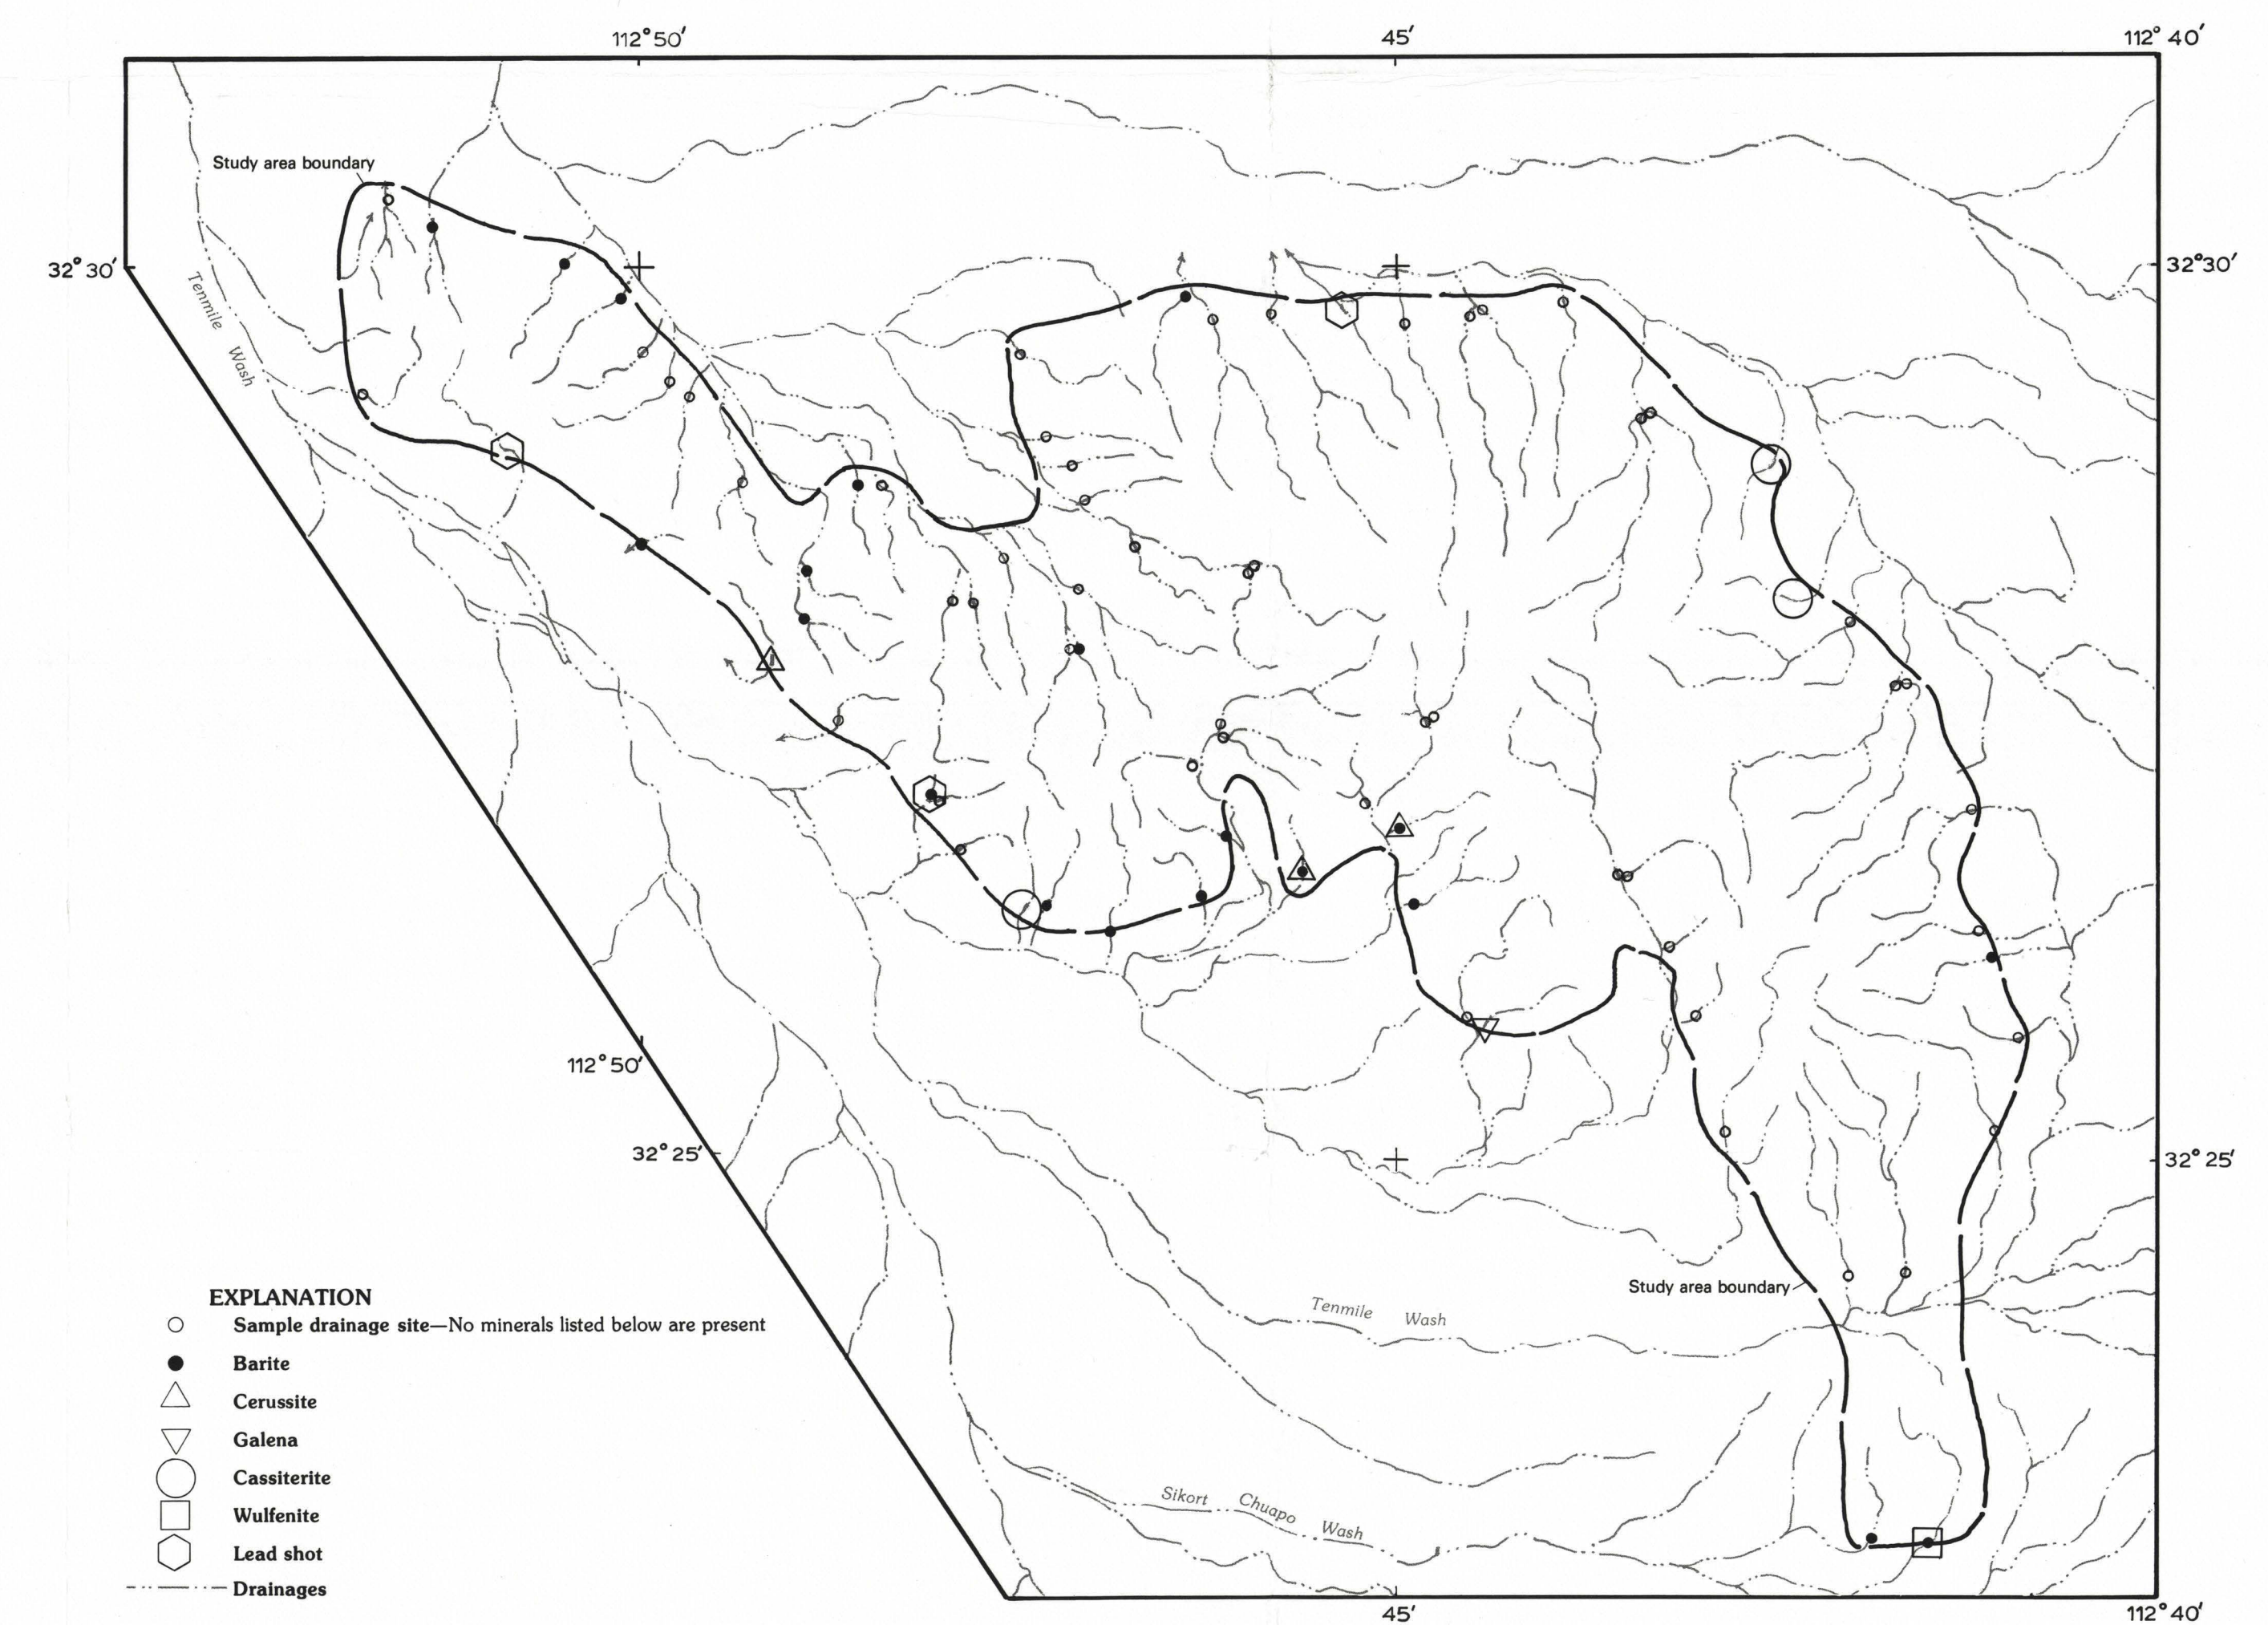 112°50′
45′
112°40′
Study area boundary
32°30′
32°30′
Tenmile Wash
112°50′
32°25′
32°25′
Study area boundary
Tenmile Wash
Sikort Chuapo Wash
EXPLANATION
Sample drainage site—No minerals listed below are present
Barite
Cerussite
Galena
Cassiterite
Wulfenite
Lead shot
Drainages
45′
112°40′